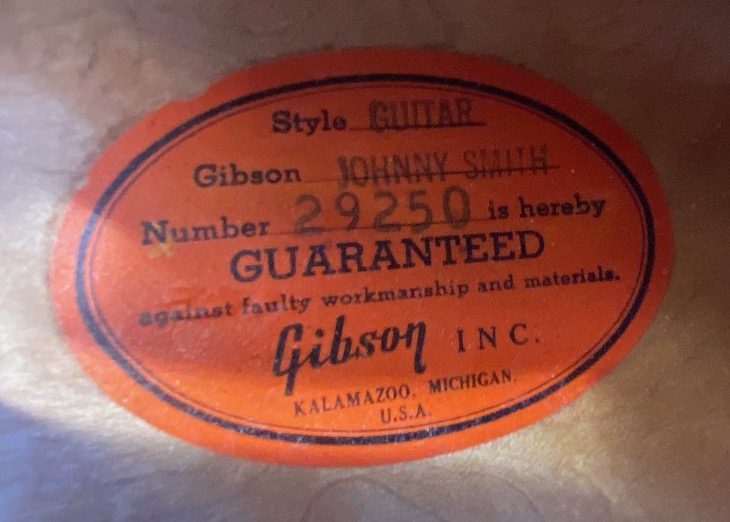 Style GUITAR
Gibson JOHNNY SMITH
Number 29250 is hereby
GUARANTEED
against faulty workmanship and materials.
Gibson INC.
KALAMAZOO, MICHIGAN,
U.S.A.